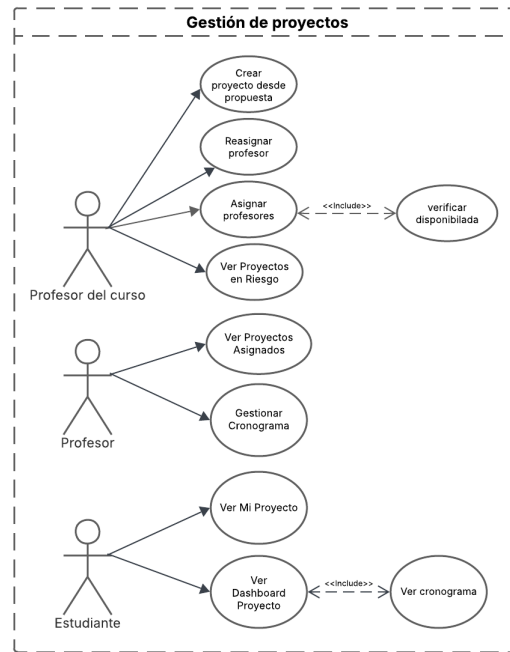 Gestión de proyectos
Crear
proyecto desde
propuesta
Reasignar
profesor
Asignar
profesores
<<Include>>
verificar
disponibilada
Ver Proyectos
en Riesgo
Profesor del curso
Ver Proyectos
Asignados
Gestionar
Cronograma
Profesor
Ver Mi Proyecto
Ver
Dashboard
Proyecto
<<Include>>
Ver cronograma
Estudiante